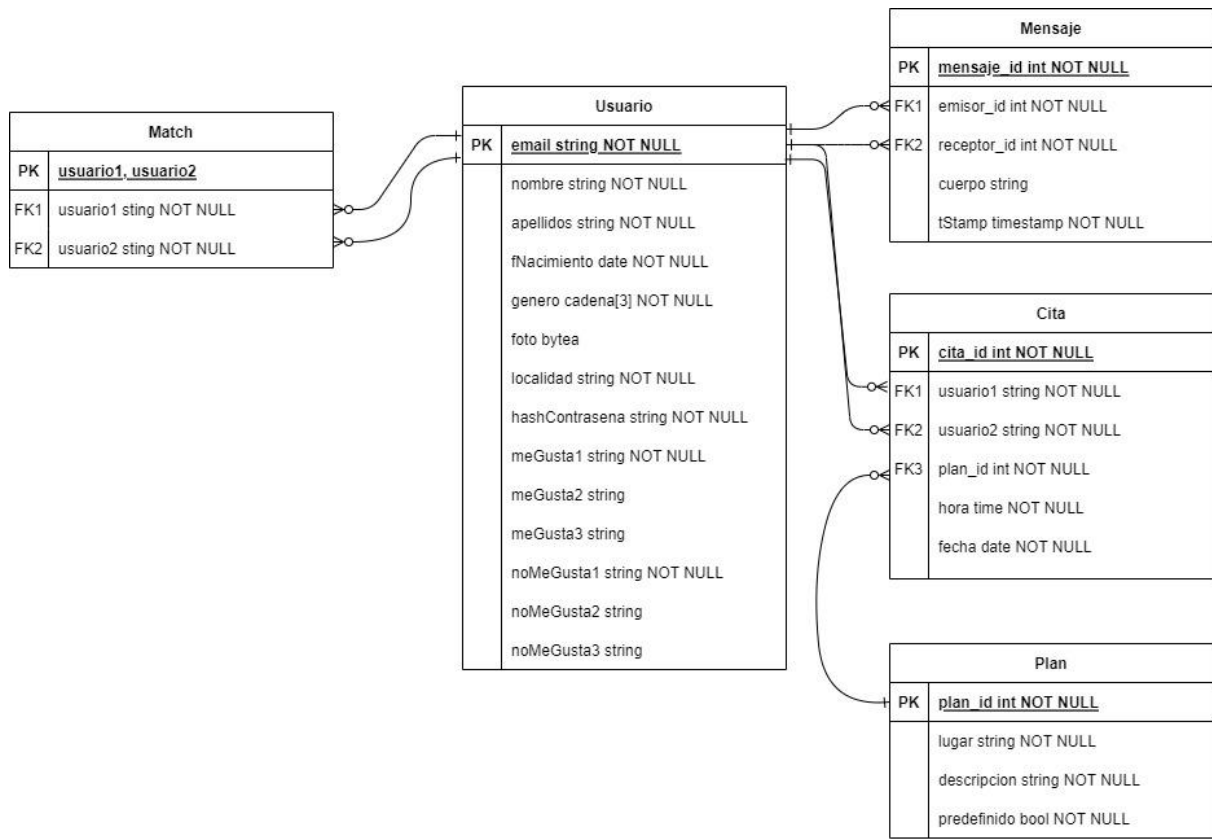 Match
PK usuario1, usuario2
FK1 usuario1 sting NOT NULL
FK2 usuario2 sting NOT NULL
Usuario
PK email string NOT NULL
nombre string NOT NULL
apellidos string NOT NULL
fNacimiento date NOT NULL
genero cadena[3] NOT NULL
foto bytea
localidad string NOT NULL
hashContrasena string NOT NULL
meGusta1 string NOT NULL
meGusta2 string
meGusta3 string
noMeGusta1 string NOT NULL
noMeGusta2 string
noMeGusta3 string
Mensaje
PK mensaje_id int NOT NULL
FK1 emisor_id int NOT NULL
FK2 receptor_id int NOT NULL
cuerpo string
tStamp timestamp NOT NULL
Cita
PK cita_id int NOT NULL
FK1 usuario1 string NOT NULL
FK2 usuario2 string NOT NULL
FK3 plan_id int NOT NULL
hora time NOT NULL
fecha date NOT NULL
Plan
PK plan_id int NOT NULL
lugar string NOT NULL
descripcion string NOT NULL
predefinido bool NOT NULL